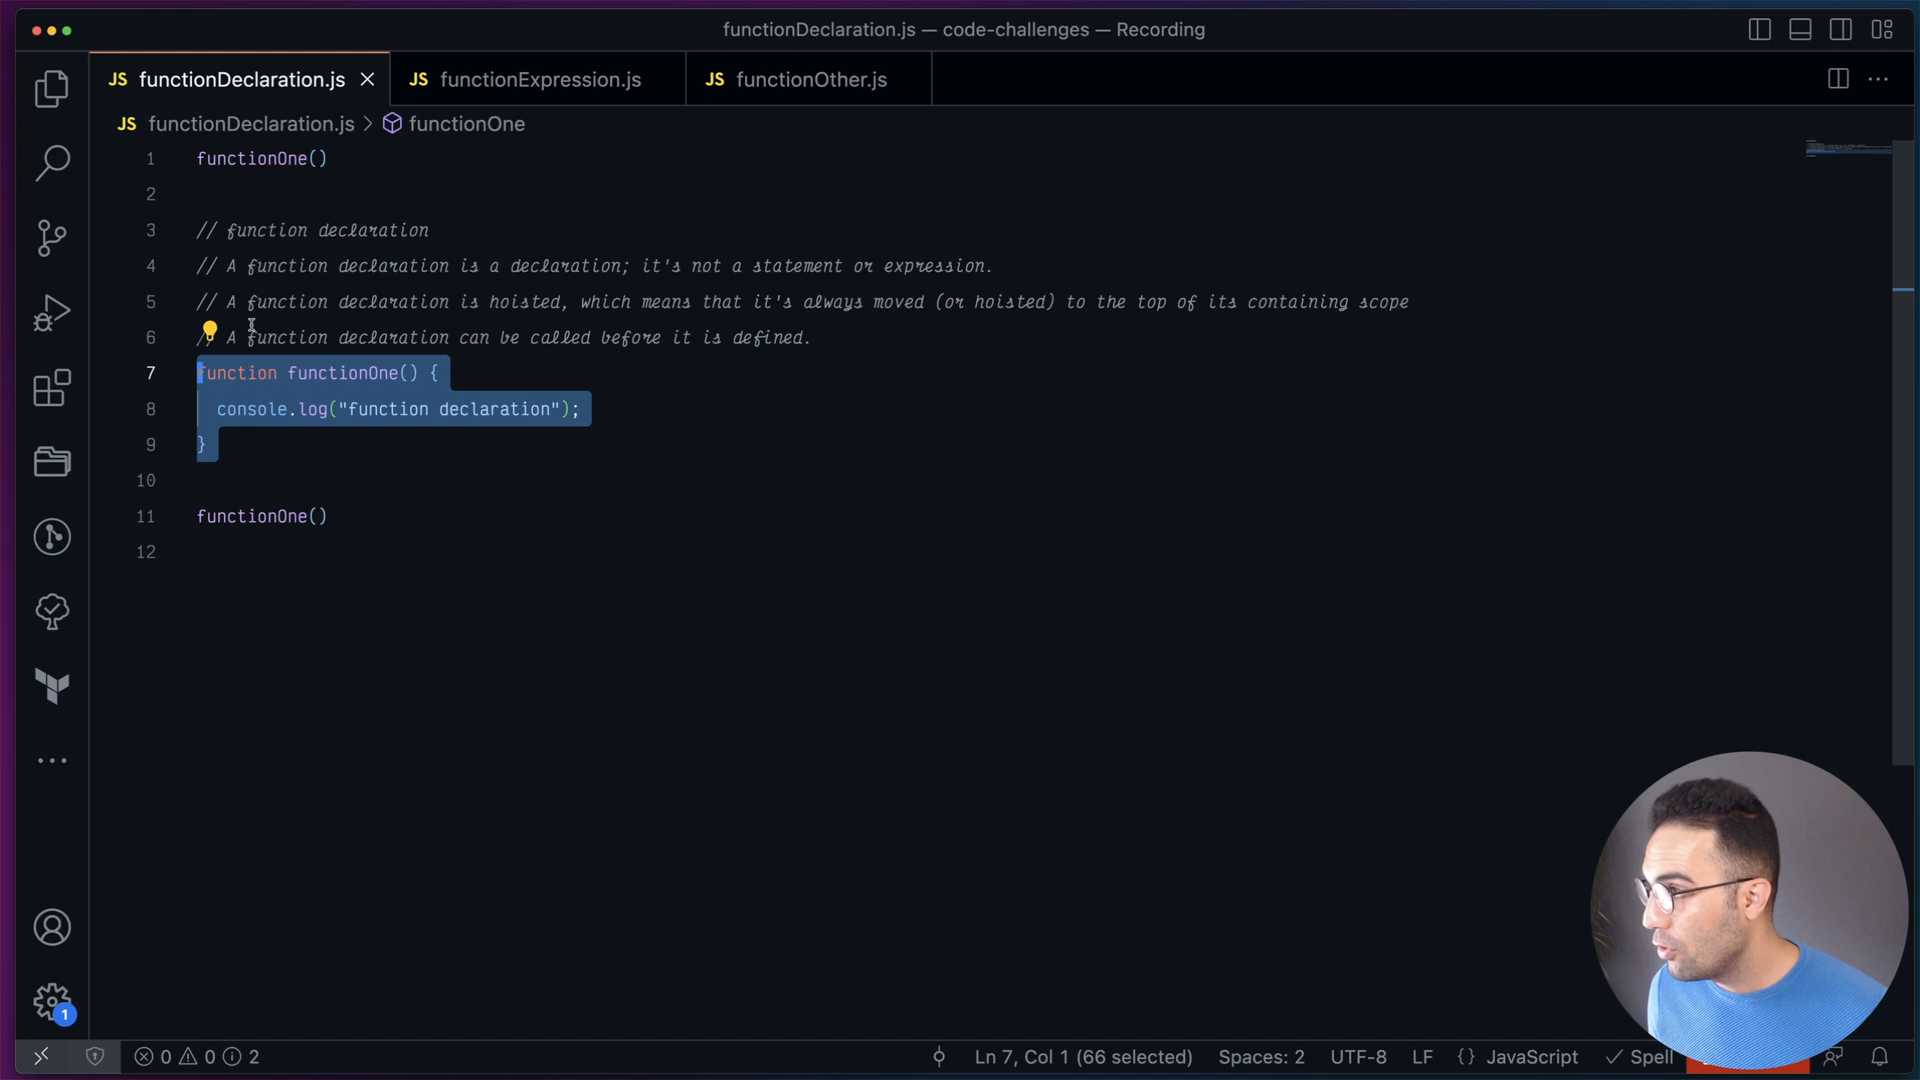 functionDeclaration.js — code-challenges — Recording
JS functionDeclaration.js
JS functionExpression.js
JS functionOther.js
JS functionDeclaration.js > functionOne
1 functionOne()
2
3 // function declaration
4 // A function declaration is a declaration; it's not a statement or expression.
5 // A function declaration is hoisted, which means that it's always moved (or hoisted) to the top of its containing scope
6 // A function declaration can be called before it is defined.
7 function functionOne() {
8 console.log("function declaration");
9 }
10
11 functionOne()
12
1
0 0 2 Ln 7, Col 1 (66 selected) Spaces: 2 UTF-8 LF {} JavaScript Spell